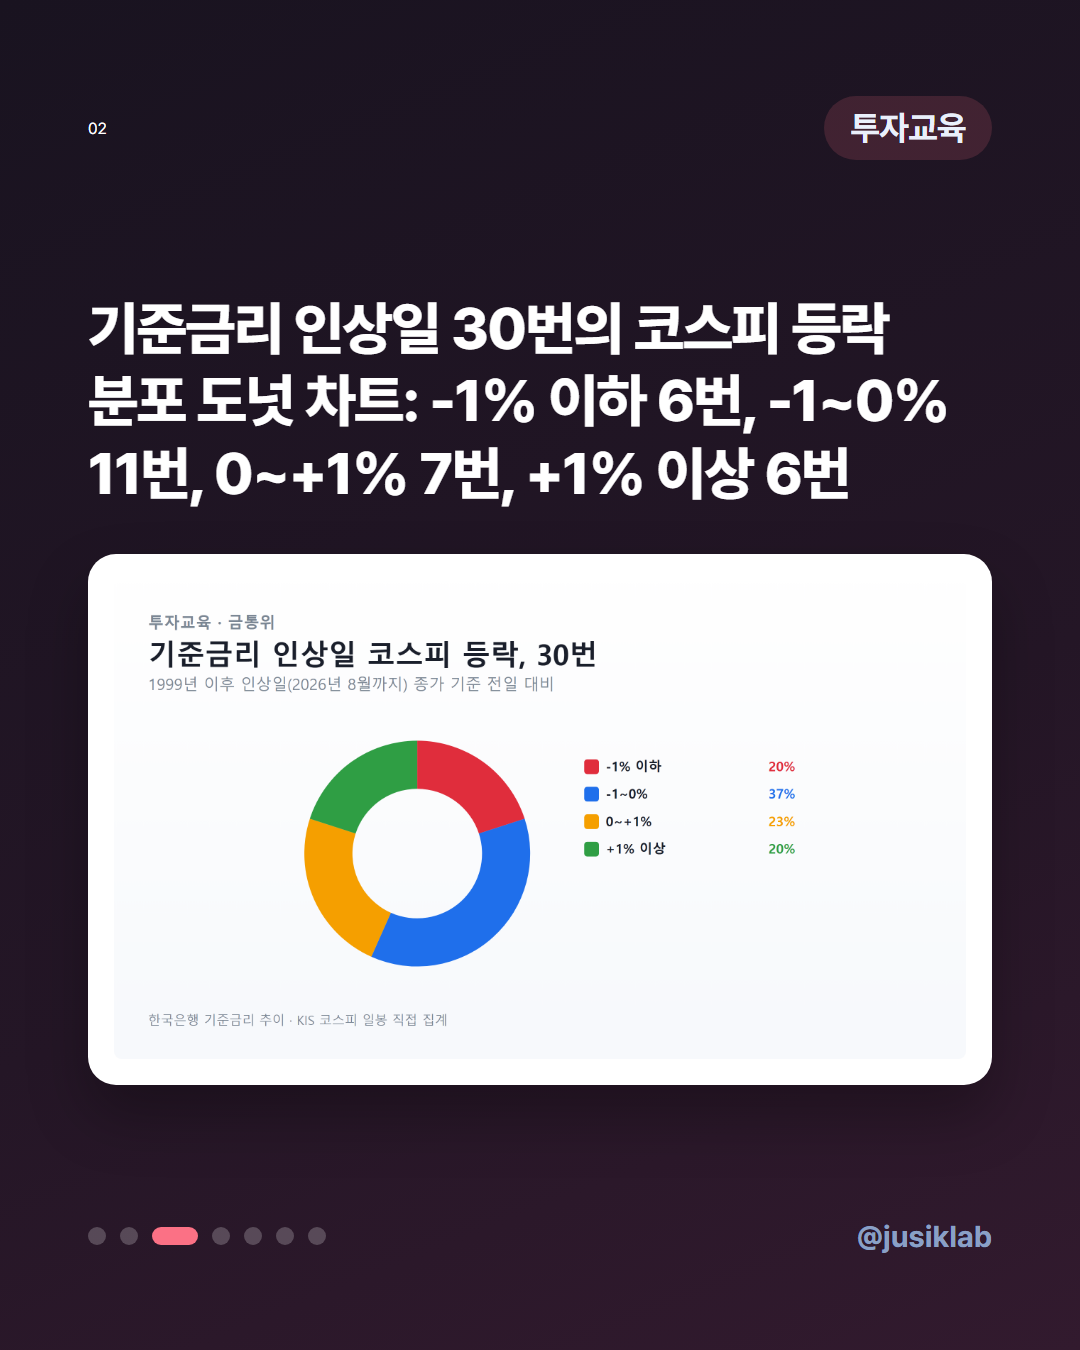 02
투자교육
기준금리 인상일 30번의 코스피 등락
분포 도넛 차트: -1% 이하 6번, -1~0%
11번, 0~+1% 7번, +1% 이상 6번
투자교육 · 금통위
기준금리 인상일 코스피 등락, 30번
1999년 이후 인상일(2026년 8월까지) 종가 기준 전일 대비
-1% 이하 20%
-1~0% 37%
0~+1% 23%
+1% 이상 20%
한국은행 기준금리 추이 · KIS 코스피 일봉 직접 집계
@jusiklab